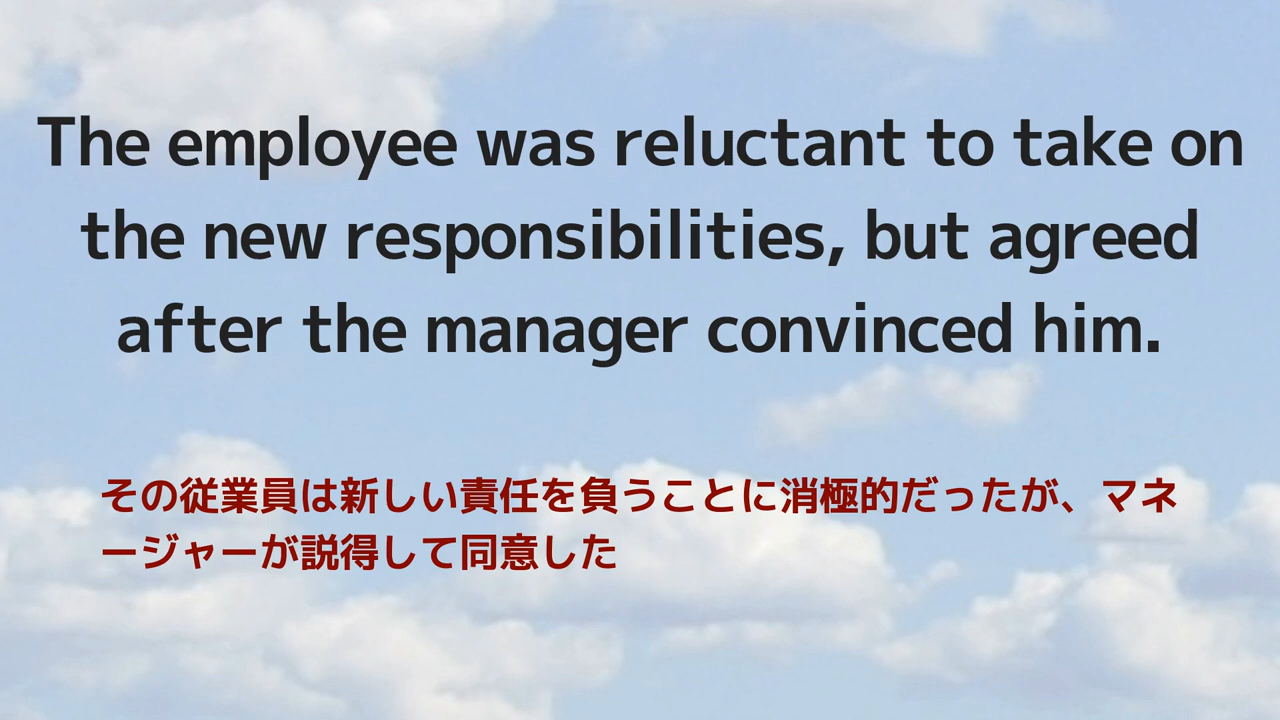 The employee was reluctant to take on
the new responsibilities, but agreed
after the manager convinced him.
その従業員は新しい責任を負うことに消極的だったが、マネ
ージャーが説得して同意した